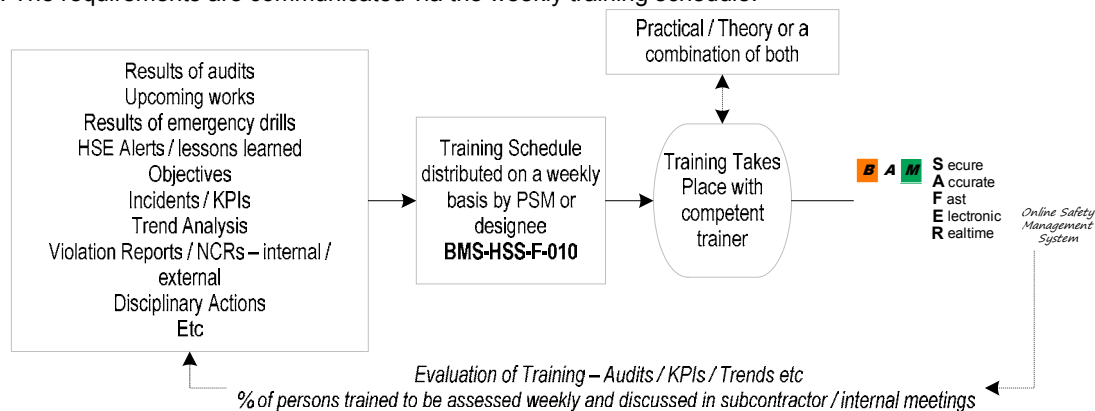 . The requirements are communicated via the weekly training schedule.
Practical / Theory or a
combination of both
Results of audits
Upcoming works
Results of emergency drills
HSE Alerts / lessons learned
Objectives
Incidents / KPIs
Trend Analysis
Violation Reports / NCRs – internal /
external
Disciplinary Actions
Etc
Training Schedule
distributed on a weekly
basis by PSM or
designee
BMS-HSS-F-010
Training Takes
Place with
competent
trainer
B A M
S ecure
A ccurate
F ast
E lectronic
R ealtime
Online Safety
Management
System
Evaluation of Training – Audits / KPIs / Trends etc
% of persons trained to be assessed weekly and discussed in subcontractor / internal meetings